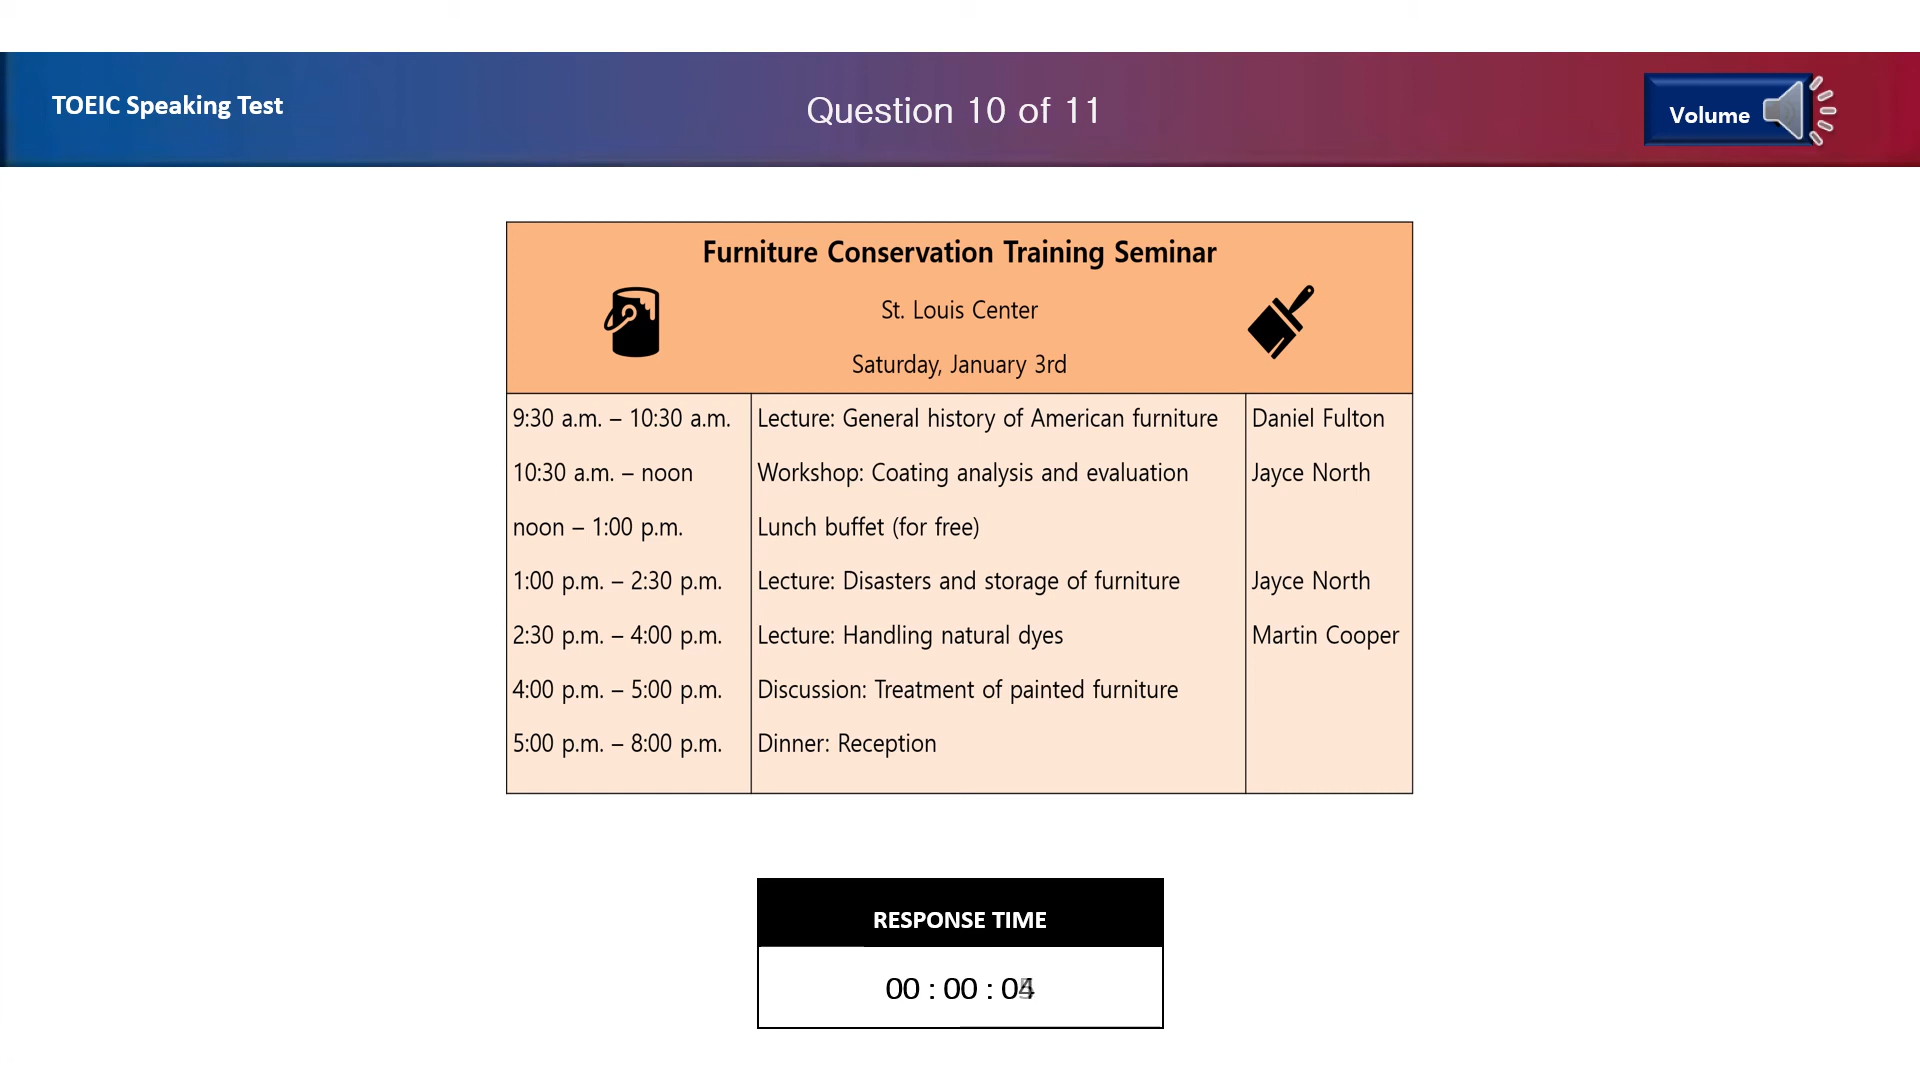 TOEIC Speaking Test
Question 10 of 11
Volume
Furniture Conservation Training Seminar
St. Louis Center
Saturday, January 3rd
9:30 a.m. – 10:30 a.m. Lecture: General history of American furniture Daniel Fulton
10:30 a.m. – noon Workshop: Coating analysis and evaluation Jayce North
noon – 1:00 p.m. Lunch buffet (for free)
1:00 p.m. – 2:30 p.m. Lecture: Disasters and storage of furniture Jayce North
2:30 p.m. – 4:00 p.m. Lecture: Handling natural dyes Martin Cooper
4:00 p.m. – 5:00 p.m. Discussion: Treatment of painted furniture
5:00 p.m. – 8:00 p.m. Dinner: Reception
RESPONSE TIME
00 : 00 :